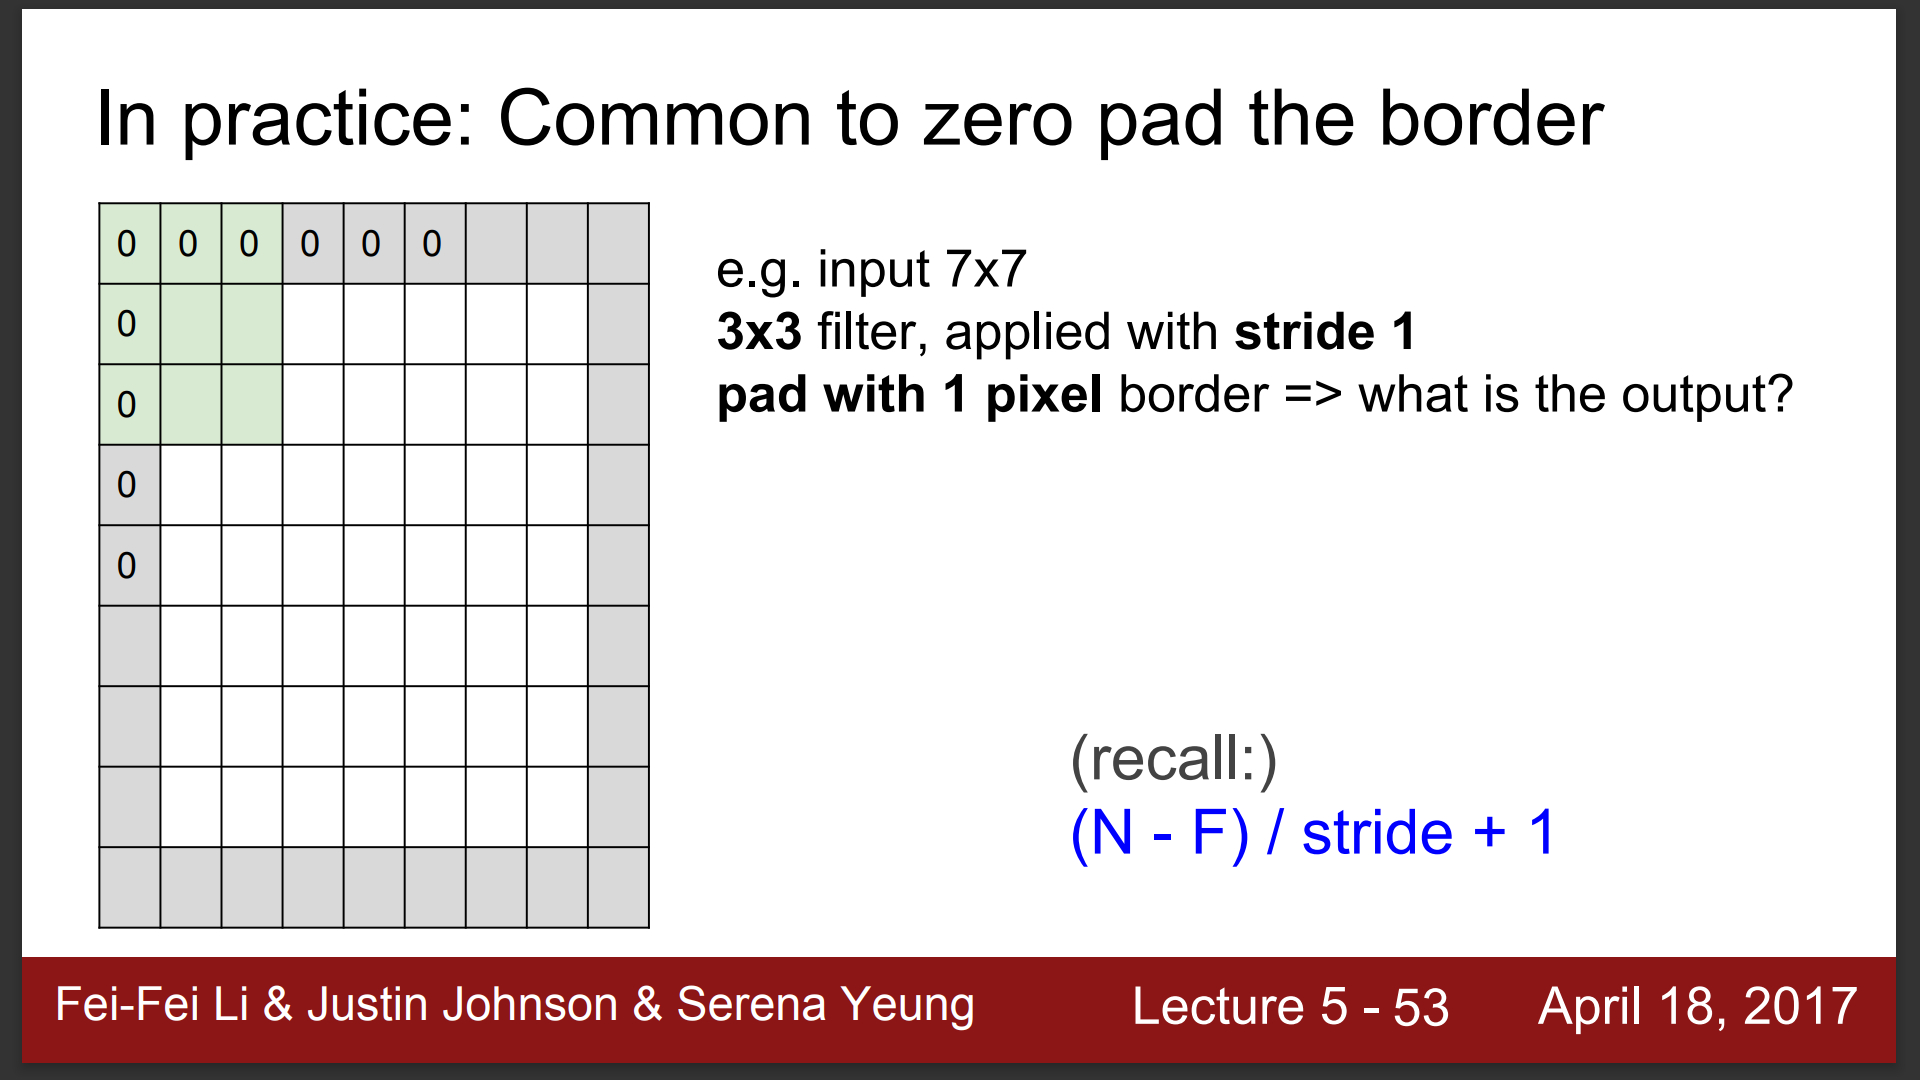 In practice: Common to zero pad the border
0 0 0 0 0 0
0
0
0
0
e.g. input 7x7
3x3 filter, applied with stride 1
pad with 1 pixel border => what is the output?
(recall:)
(N - F) / stride + 1
Fei-Fei Li & Justin Johnson & Serena Yeung
Lecture 5 - 53
April 18, 2017